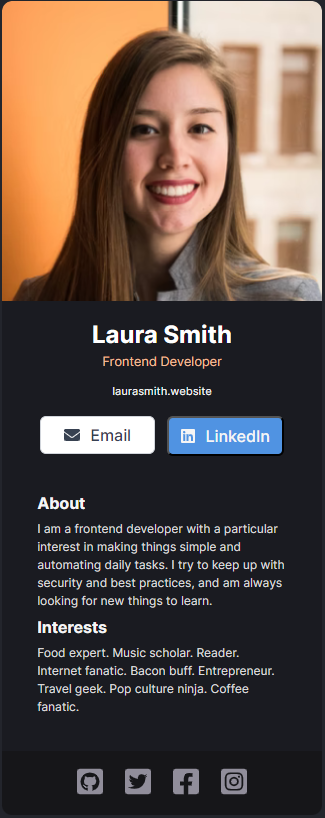 Laura Smith
Frontend Developer
laurasmith.website
Email
LinkedIn
About
I am a frontend developer with a particular
interest in making things simple and
automating daily tasks. I try to keep up with
security and best practices, and am always
looking for new things to learn.
Interests
Food expert. Music scholar. Reader.
Internet fanatic. Bacon buff. Entrepreneur.
Travel geek. Pop culture ninja. Coffee
fanatic.